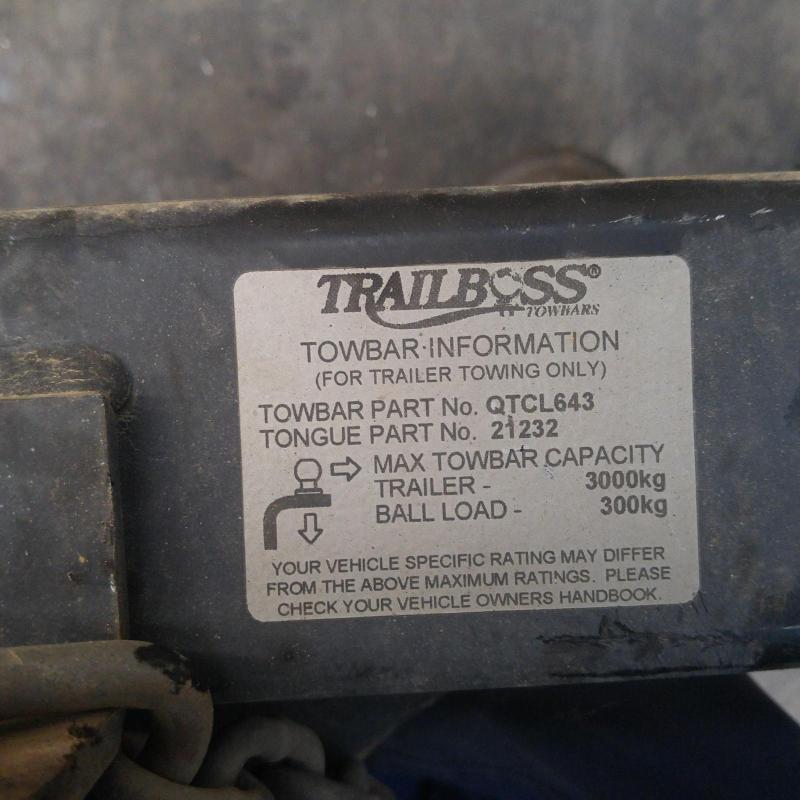 TRAILBOSS®
TOWBARS
TOWBAR INFORMATION
(FOR TRAILER TOWING ONLY)
TOWBAR PART No. QTCL643
TONGUE PART No. 21232
MAX TOWBAR CAPACITY
TRAILER - 3000kg
BALL LOAD - 300kg
YOUR VEHICLE SPECIFIC RATING MAY DIFFER
FROM THE ABOVE MAXIMUM RATINGS. PLEASE
CHECK YOUR VEHICLE OWNERS HANDBOOK.